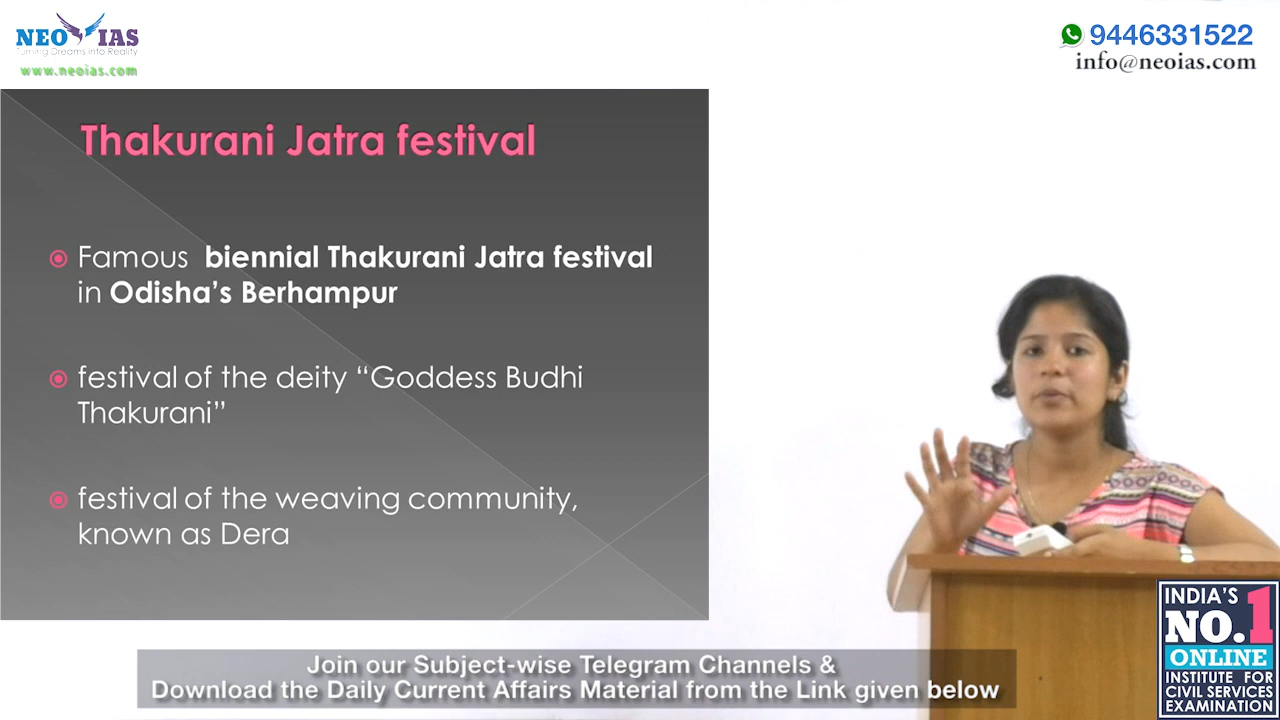 NEO IAS
Turning Dreams into Reality
www.neoias.com
9446331522
info@neoias.com
Thakurani Jatra festival
Famous biennial Thakurani Jatra festival
in Odisha’s Berhampur
festival of the deity “Goddess Budhi
Thakurani”
festival of the weaving community,
known as Dera
INDIA'S
NO.1
ONLINE
INSTITUTE FOR
CIVIL SERVICES
EXAMINATION
Join our Subject-wise Telegram Channels &
Download the Daily Current Affairs Material from the Link given below